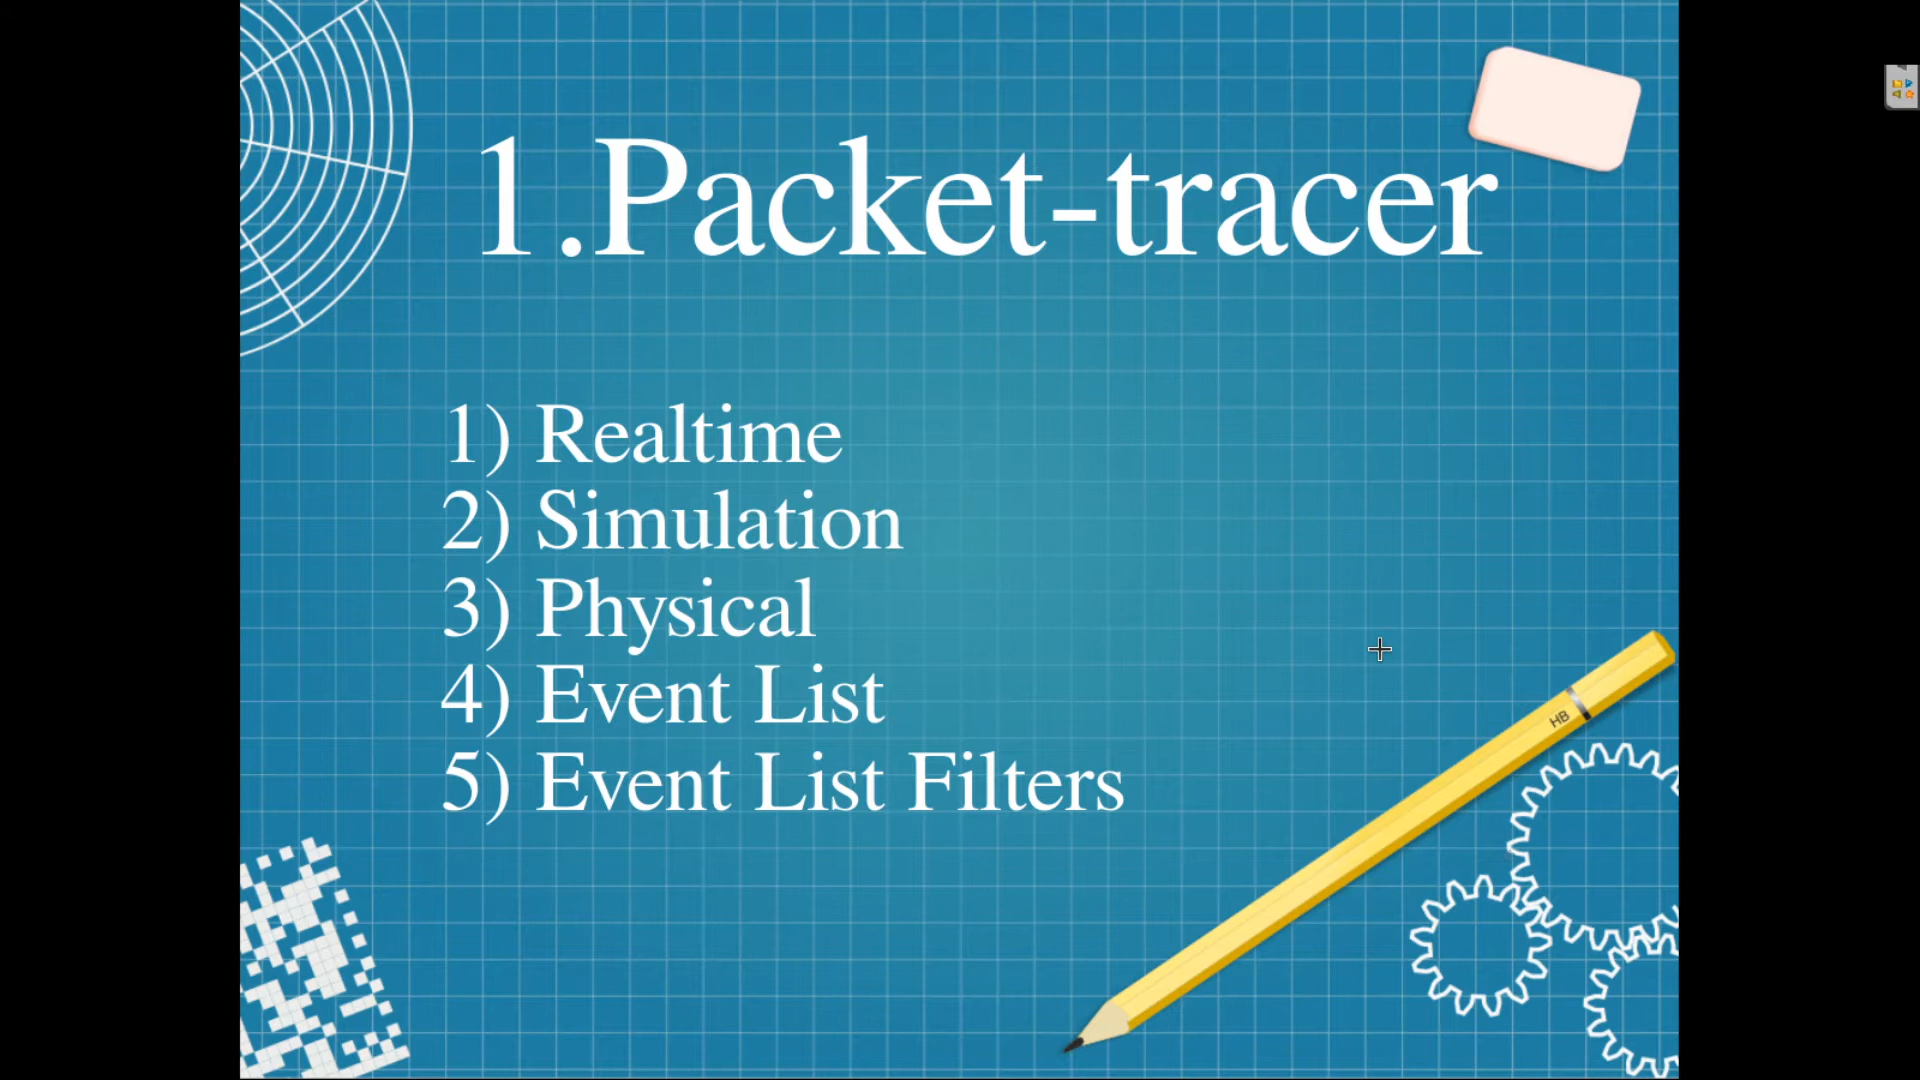 1.Packet-tracer
1) Realtime
2) Simulation
3) Physical
4) Event List
5) Event List Filters
HB